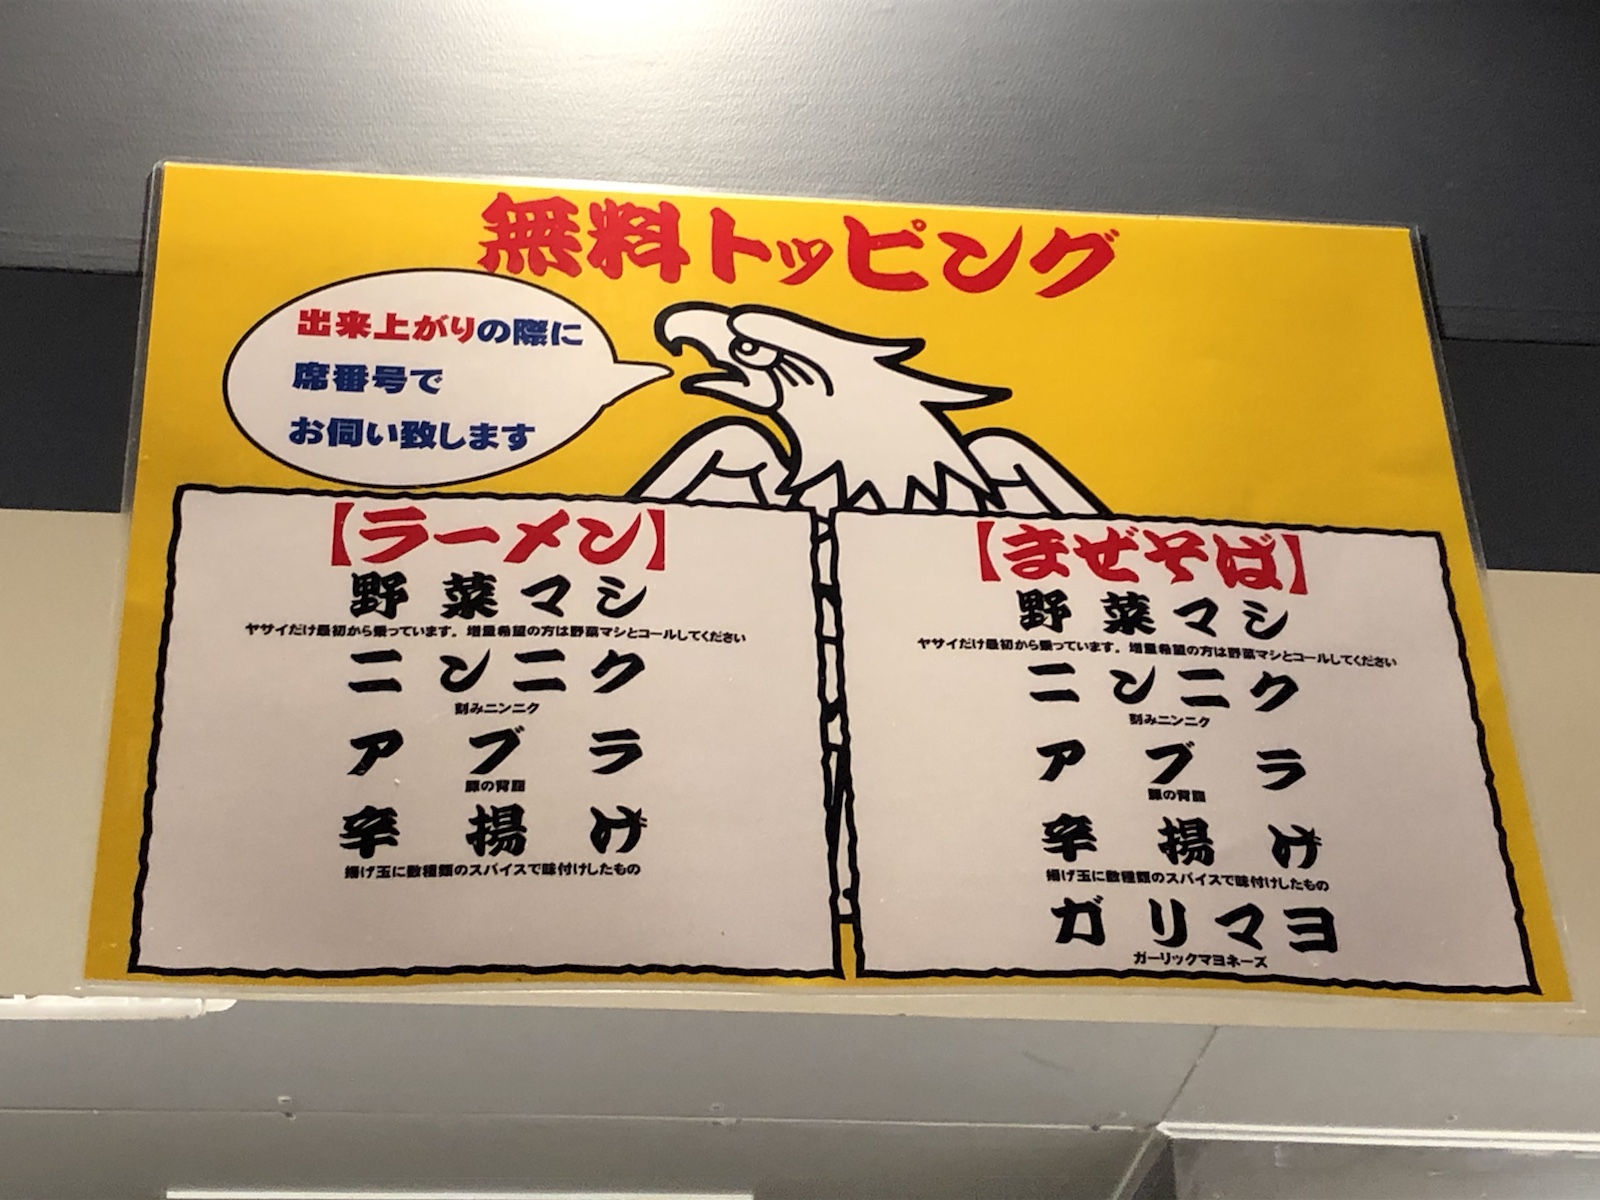 無料トッピング
出来上がりの際に
席番号で
お伺い致します
【ラーメン】
野菜マシ
ヤサイだけ最初から乗っています。増量希望の方は野菜マシとコールしてください
ニンニク
刻みニンニク
アブラ
豚の背脂
辛揚げ
揚げ玉に数種類のスパイスで味付けしたもの
【まぜそば】
野菜マシ
ヤサイだけ最初から乗っています。増量希望の方は野菜マシとコールしてください
ニンニク
刻みニンニク
アブラ
豚の背脂
辛揚げ
揚げ玉に数種類のスパイスで味付けしたもの
ガリマヨ
ガーリックマヨネーズ